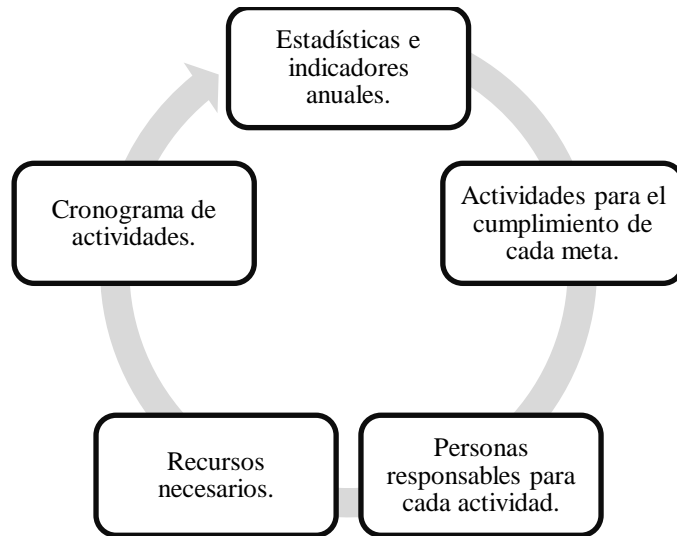 Estadísticas e
indicadores
anuales.
Actividades para el
cumplimiento de
cada meta.
Personas
responsables para
cada actividad.
Recursos
necesarios.
Cronograma de
actividades.